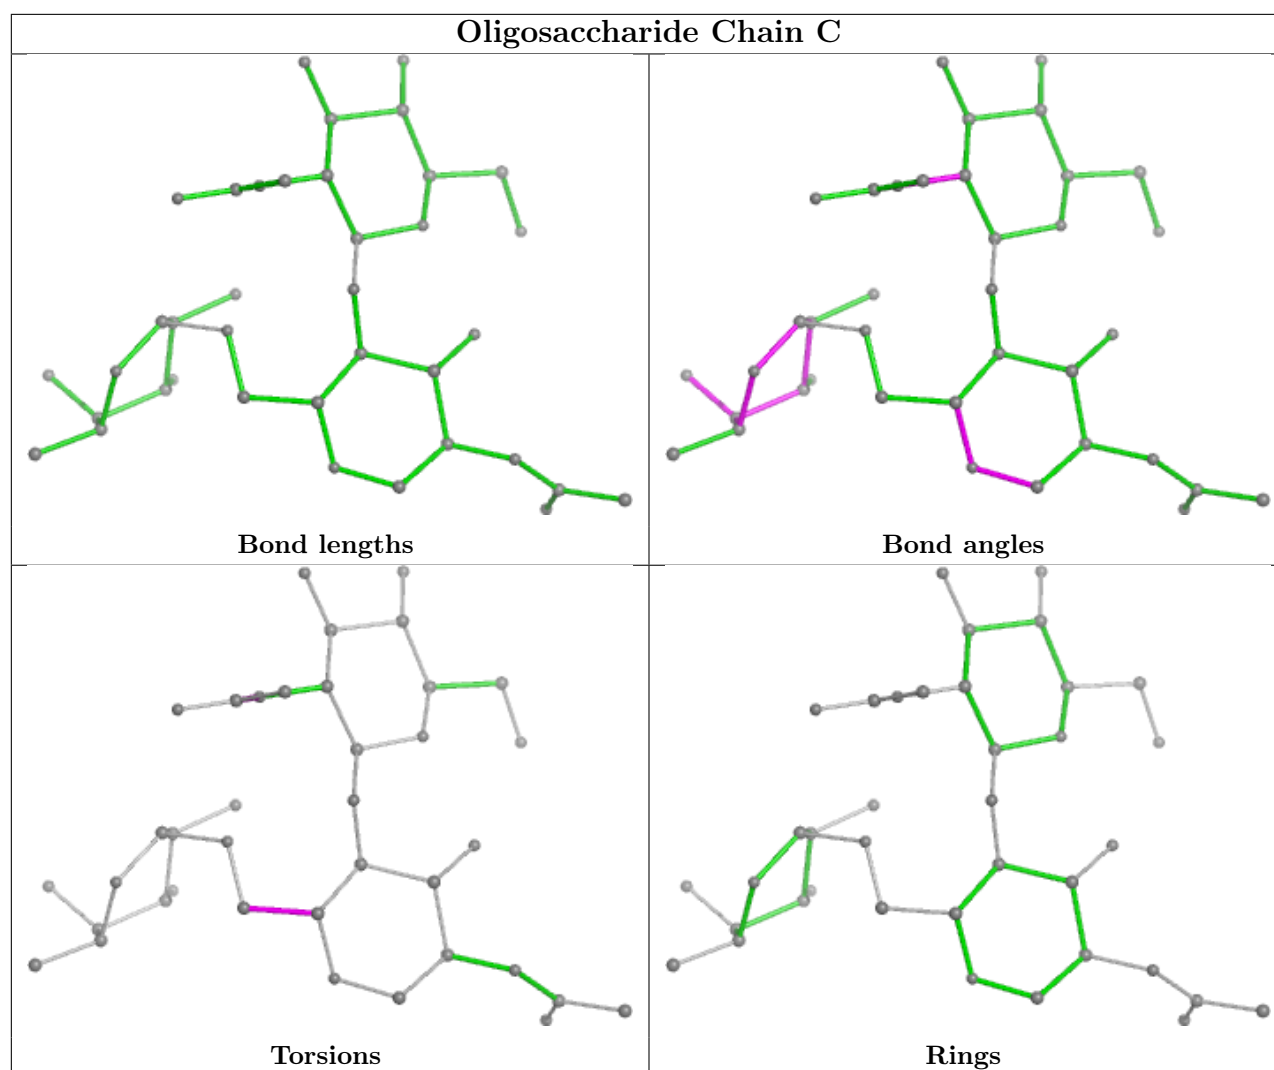 Oligosaccharide Chain C
Bond lengths
Bond angles
Torsions
Rings